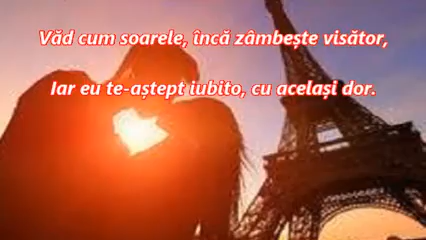 Văd cum soarele, încă zâmbește visător,
Iar eu te-aștept iubito, cu același dor.